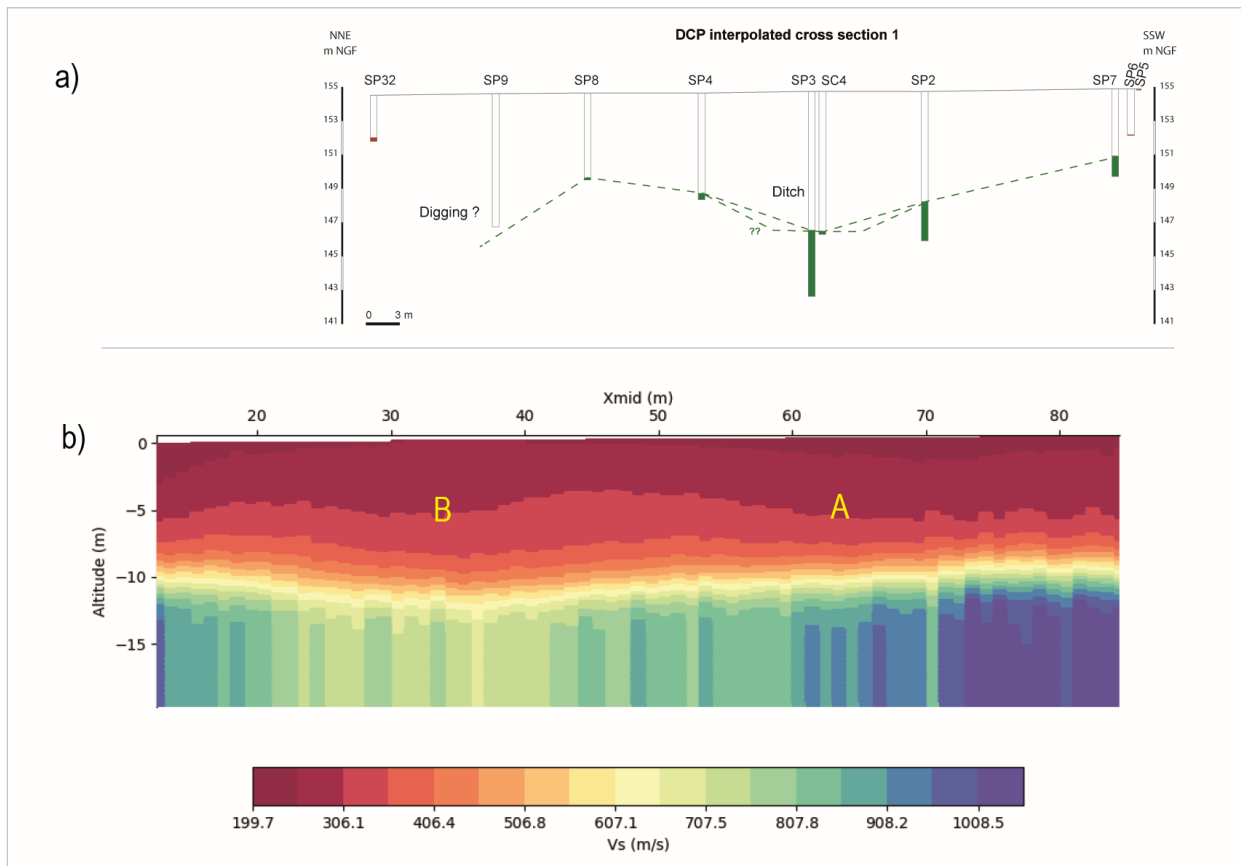 a)
DCP interpolated cross section 1
NNE
m NGF
SSW
m NGF
SP32
SP9
SP8
SP4
SP3
SC4
SP2
SP7
SP6
SP5
155
153
151
149
147
145
143
141
155
153
151
149
147
145
143
141
Digging ?
Ditch
??
0 3 m
b)
Xmid (m)
20 30 40 50 60 70 80
Altitude (m)
0
−5
−10
−15
B
A
199.7 306.1 406.4 506.8 607.1 707.5 807.8 908.2 1008.5
Vs (m/s)